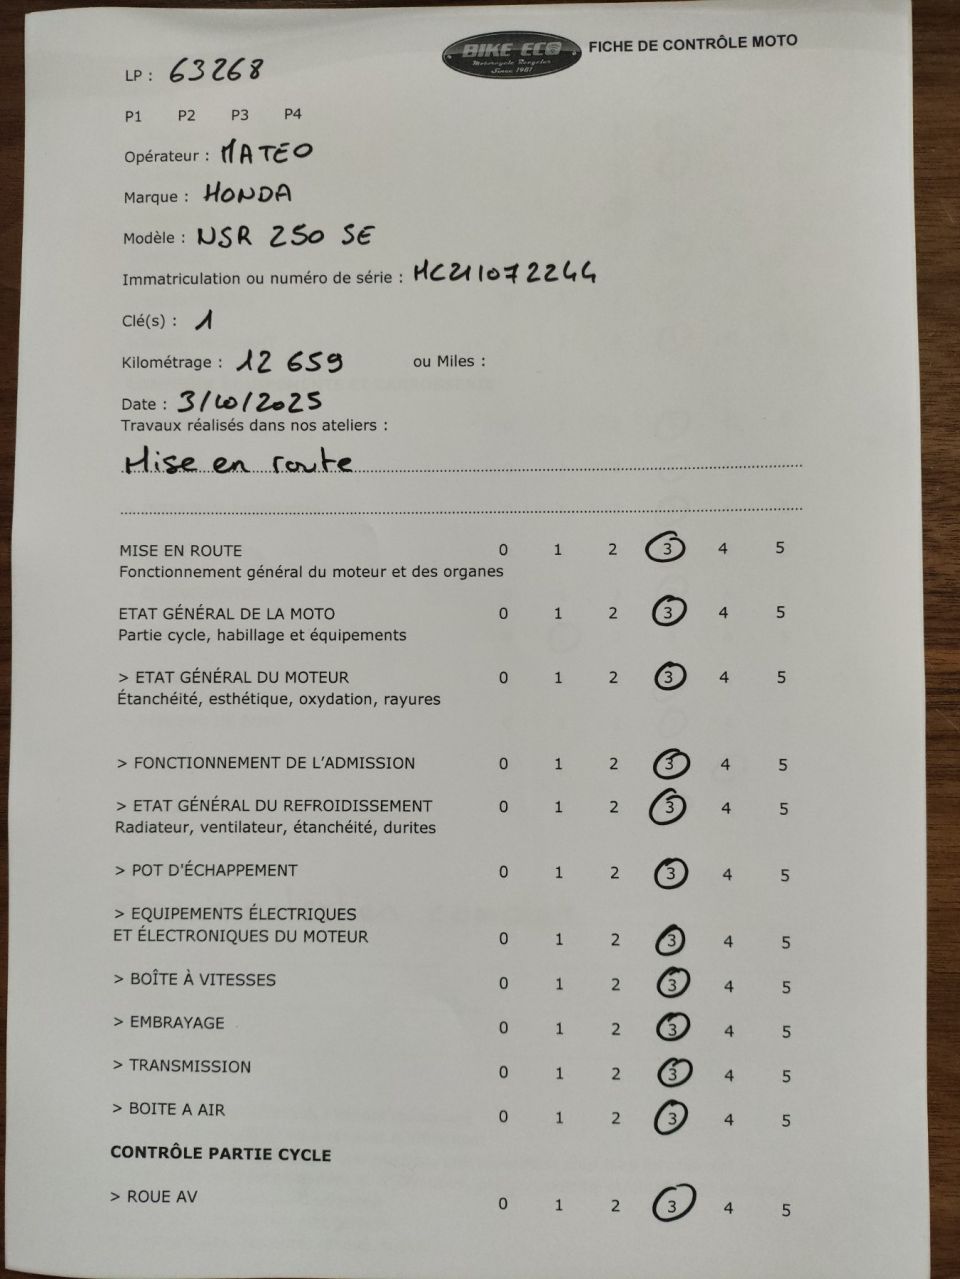 BIKE ECO
Motorcycle Recycler
Since 1981
FICHE DE CONTRÔLE MOTO
LP : 63268
P1 P2 P3 P4
Opérateur : MATEO
Marque : HONDA
Modèle : NSR 250 SE
Immatriculation ou numéro de série : MC211072244
Clé(s) : 1
Kilométrage : 12 659 ou Miles :
Date : 3/10/2025
Travaux réalisés dans nos ateliers :
Mise en route
MISE EN ROUTE 0 1 2 3 4 5
Fonctionnement général du moteur et des organes
ETAT GÉNÉRAL DE LA MOTO 0 1 2 3 4 5
Partie cycle, habillage et équipements
> ETAT GÉNÉRAL DU MOTEUR 0 1 2 3 4 5
Étanchéité, esthétique, oxydation, rayures
> FONCTIONNEMENT DE L'ADMISSION 0 1 2 3 4 5
> ETAT GÉNÉRAL DU REFROIDISSEMENT 0 1 2 3 4 5
Radiateur, ventilateur, étanchéité, durites
> POT D'ÉCHAPPEMENT 0 1 2 3 4 5
> EQUIPEMENTS ÉLECTRIQUES
ET ÉLECTRONIQUES DU MOTEUR 0 1 2 3 4 5
> BOÎTE À VITESSES 0 1 2 3 4 5
> EMBRAYAGE 0 1 2 3 4 5
> TRANSMISSION 0 1 2 3 4 5
> BOITE A AIR 0 1 2 3 4 5
CONTRÔLE PARTIE CYCLE
> ROUE AV 0 1 2 3 4 5